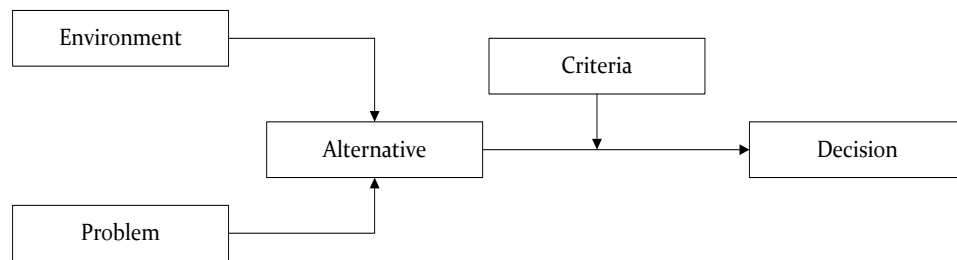 Environment
Criteria
Alternative
Decision
Problem